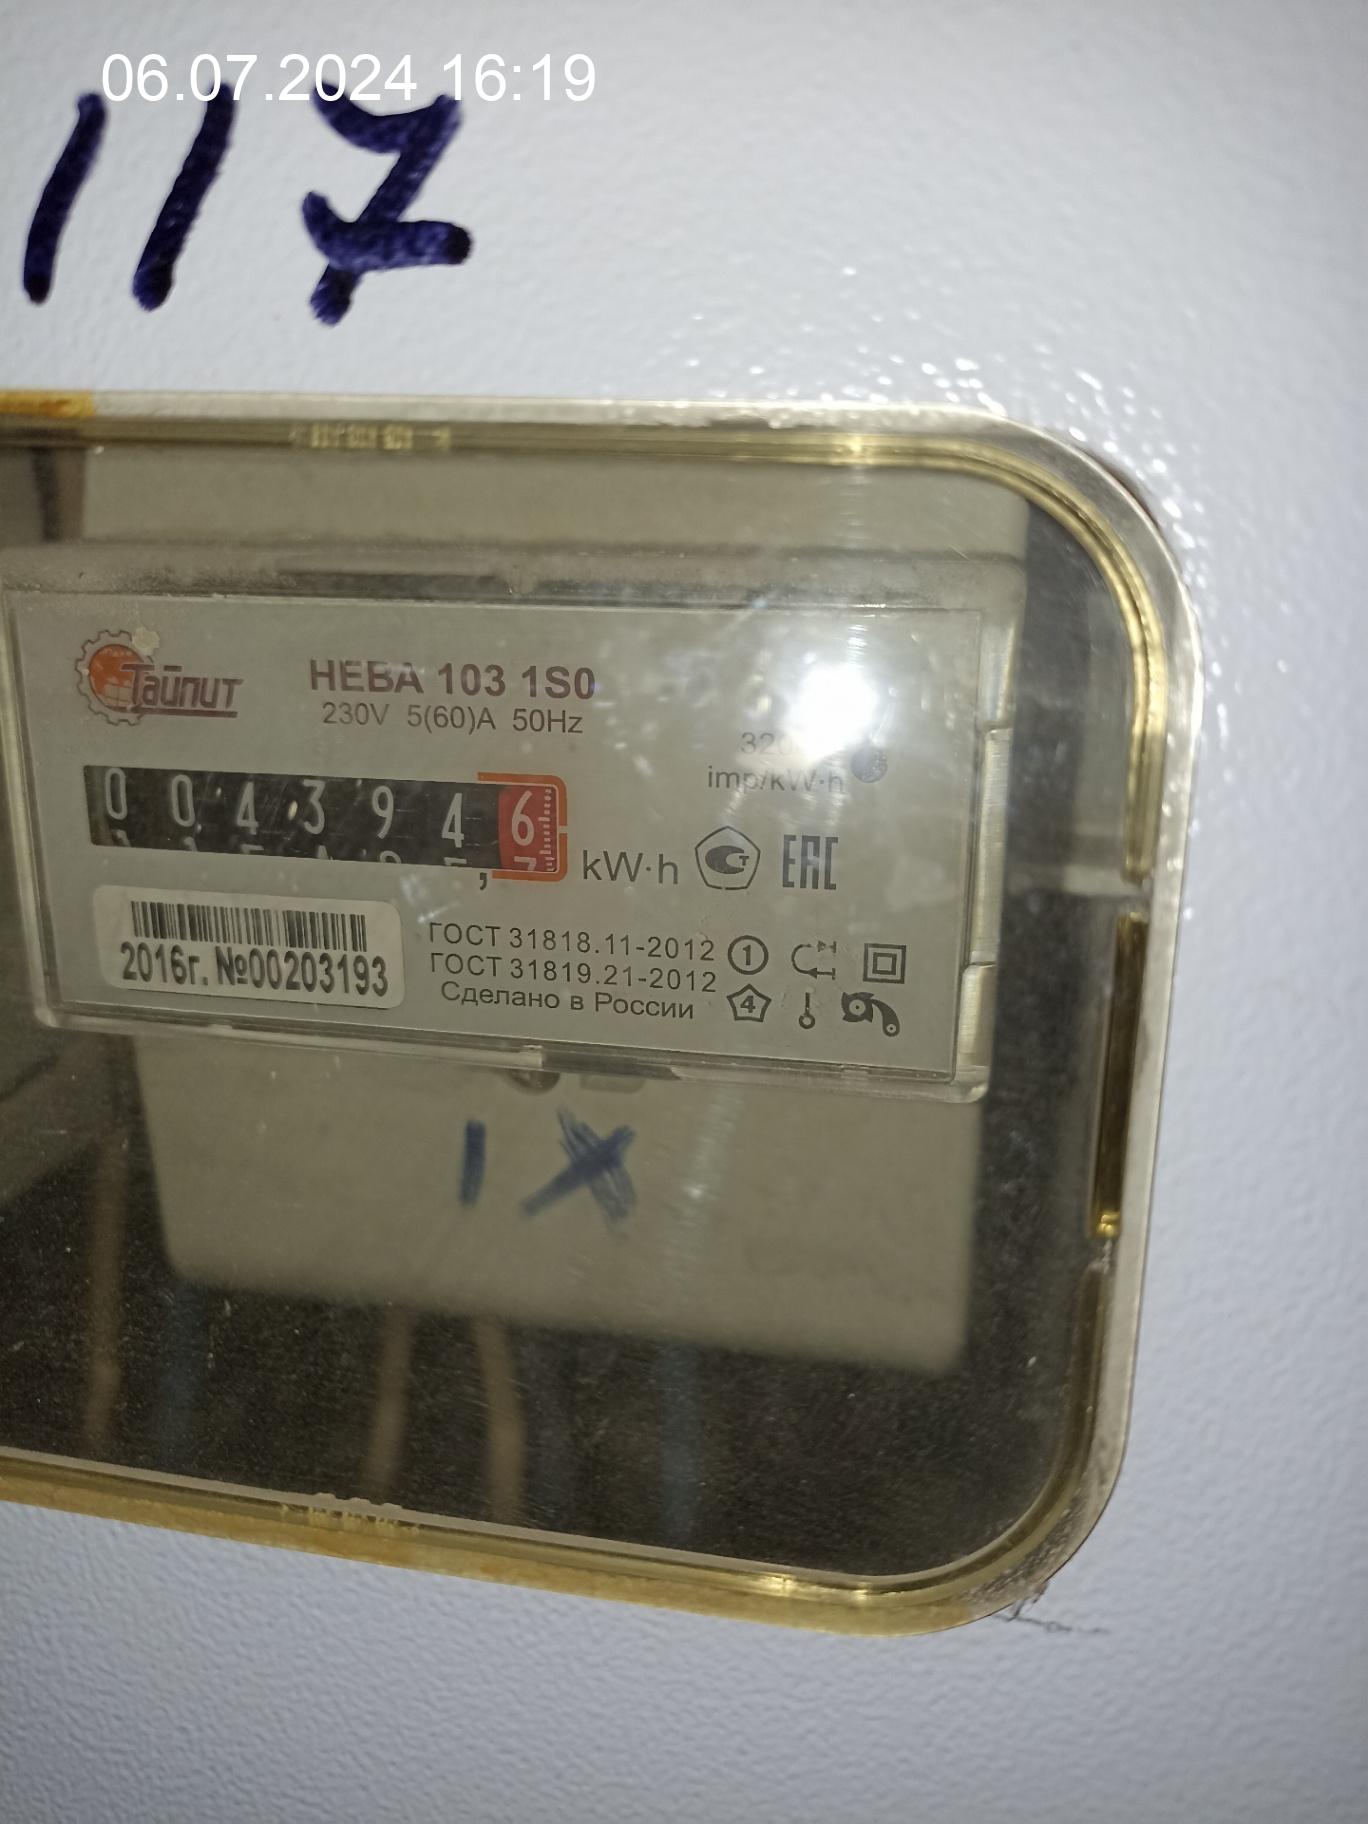 06.07.2024 16:19
117
Тайпит
НЕВА 103 1S0
230V 5(60)A 50Hz
imp/kW·h
0 0 4 3 9 4 6
, kW·h
ЕАС
2016г. №00203193
ГОСТ 31818.11-2012
1
ГОСТ 31819.21-2012
Сделано в России
4
1 X